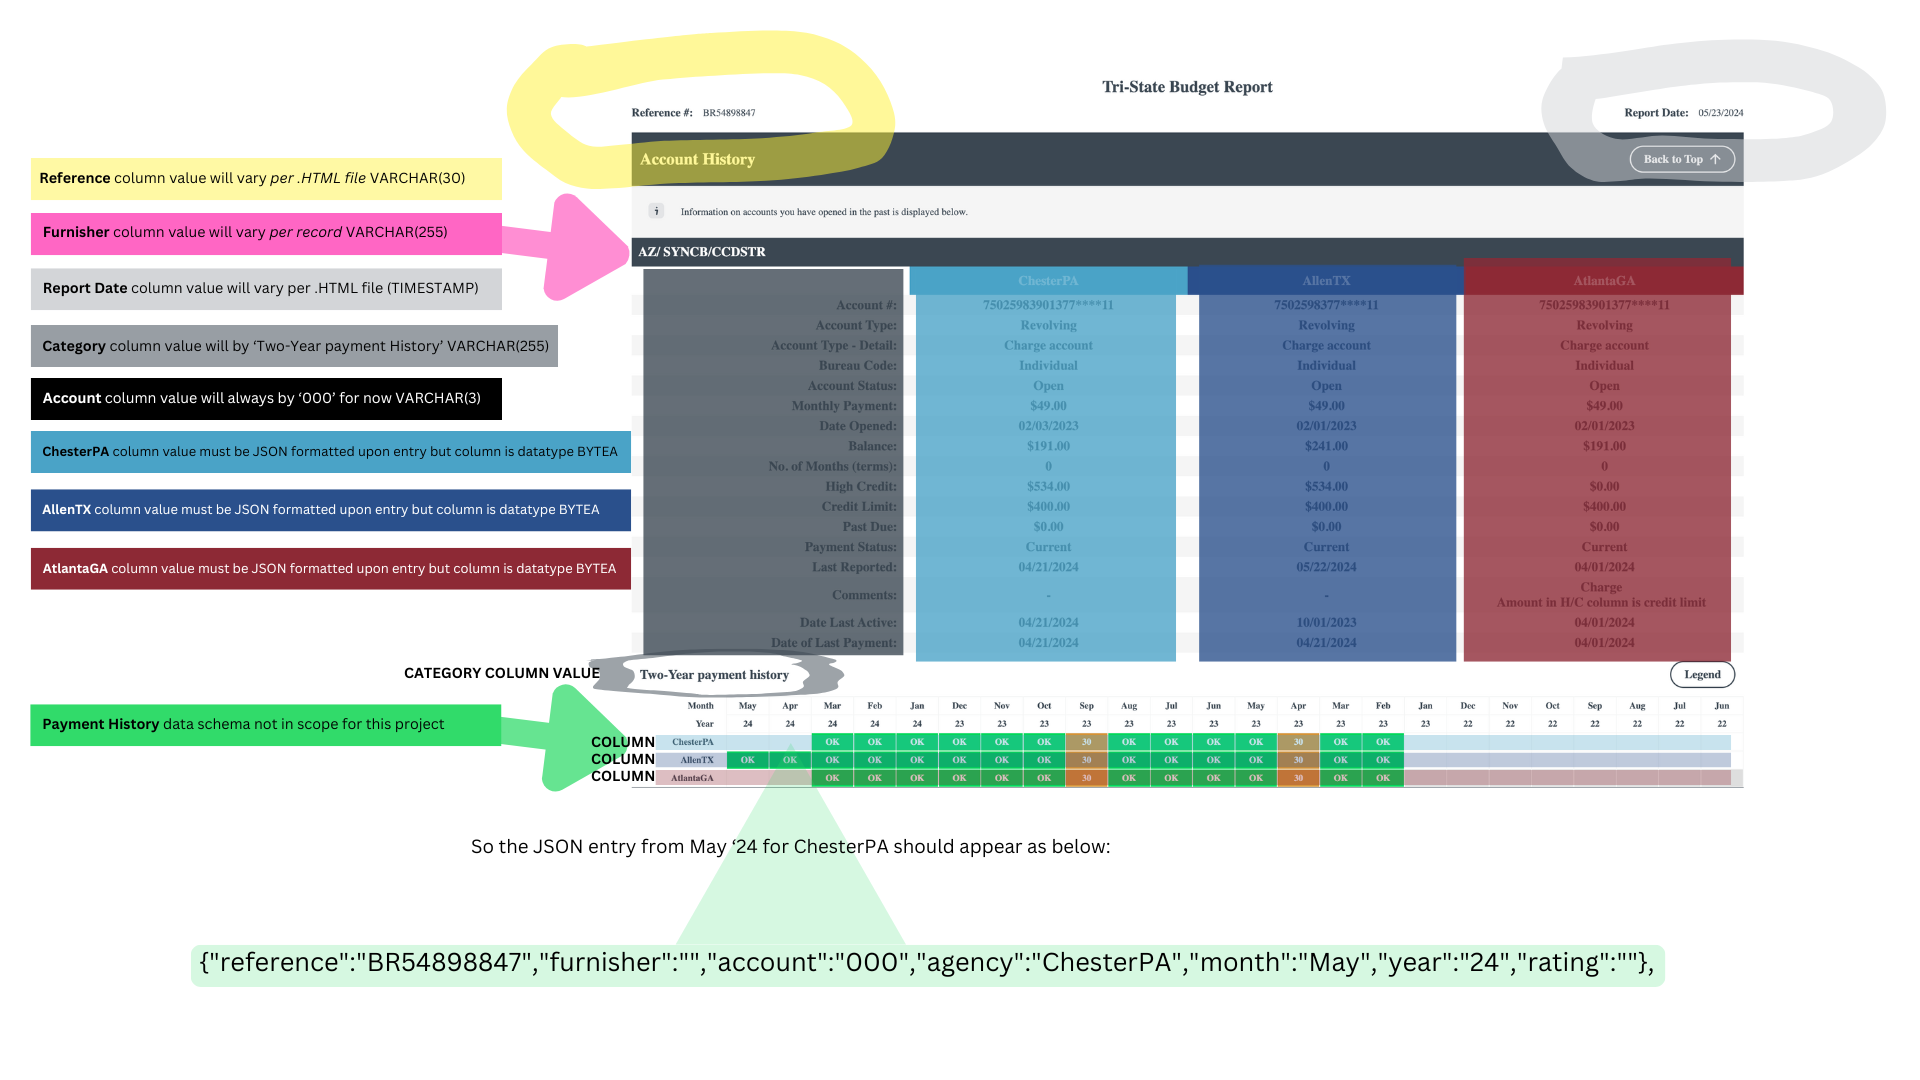 Tri-State Budget Report
Reference #: BR54898847
Report Date: 05/23/2024
Account History
Back to Top ↑
Reference column value will vary per .HTML file VARCHAR(30)
Furnisher column value will vary per record VARCHAR(255)
Report Date column value will vary per .HTML file (TIMESTAMP)
Category column value will by ‘Two-Year payment History’ VARCHAR(255)
Account column value will always by ‘000’ for now VARCHAR(3)
ChesterPA column value must be JSON formatted upon entry but column is datatype BYTEA
AllenTX column value must be JSON formatted upon entry but column is datatype BYTEA
AtlantaGA column value must be JSON formatted upon entry but column is datatype BYTEA
Information on accounts you have opened in the past is displayed below.
AZ/ SYNCB/CCDSTR
ChesterPA AllenTX AtlantaGA
Account #: 75025983901377****11 7502598377****11 75025983901377****11
Account Type: Revolving Revolving Revolving
Account Type - Detail: Charge account Charge account Charge account
Bureau Code: Individual Individual Individual
Account Status: Open Open Open
Monthly Payment: $49.00 $49.00 $49.00
Date Opened: 02/03/2023 02/01/2023 02/01/2023
Balance: $191.00 $241.00 $191.00
No. of Months (terms): 0 0 0
High Credit: $534.00 $534.00 $0.00
Credit Limit: $400.00 $400.00 $400.00
Past Due: $0.00 $0.00 $0.00
Payment Status: Current Current Current
Last Reported: 04/21/2024 05/22/2024 04/01/2024
Comments: - - Charge
Amount in H/C column is credit limit
Date Last Active: 04/21/2024 10/01/2023 04/01/2024
Date of Last Payment: 04/21/2024 04/21/2024 04/01/2024
CATEGORY COLUMN VALUE
Two-Year payment history
Legend
Payment History data schema not in scope for this project
Month May Apr Mar Feb Jan Dec Nov Oct Sep Aug Jul Jun May Apr Mar Feb Jan Dec Nov Oct Sep Aug Jul Jun
Year 24 24 24 24 24 23 23 23 23 23 23 23 23 23 23 23 23 22 22 22 22 22 22 22
COLUMN ChesterPA OK OK OK OK OK OK 30 OK OK OK OK 30 OK OK
COLUMN AllenTX OK OK OK OK OK OK OK OK 30 OK OK OK OK 30 OK OK
COLUMN AtlantaGA OK OK OK OK OK OK 30 OK OK OK OK 30 OK OK
So the JSON entry from May ‘24 for ChesterPA should appear as below:
{"reference":"BR54898847","furnisher":"","account":"000","agency":"ChesterPA","month":"May","year":"24","rating":""},